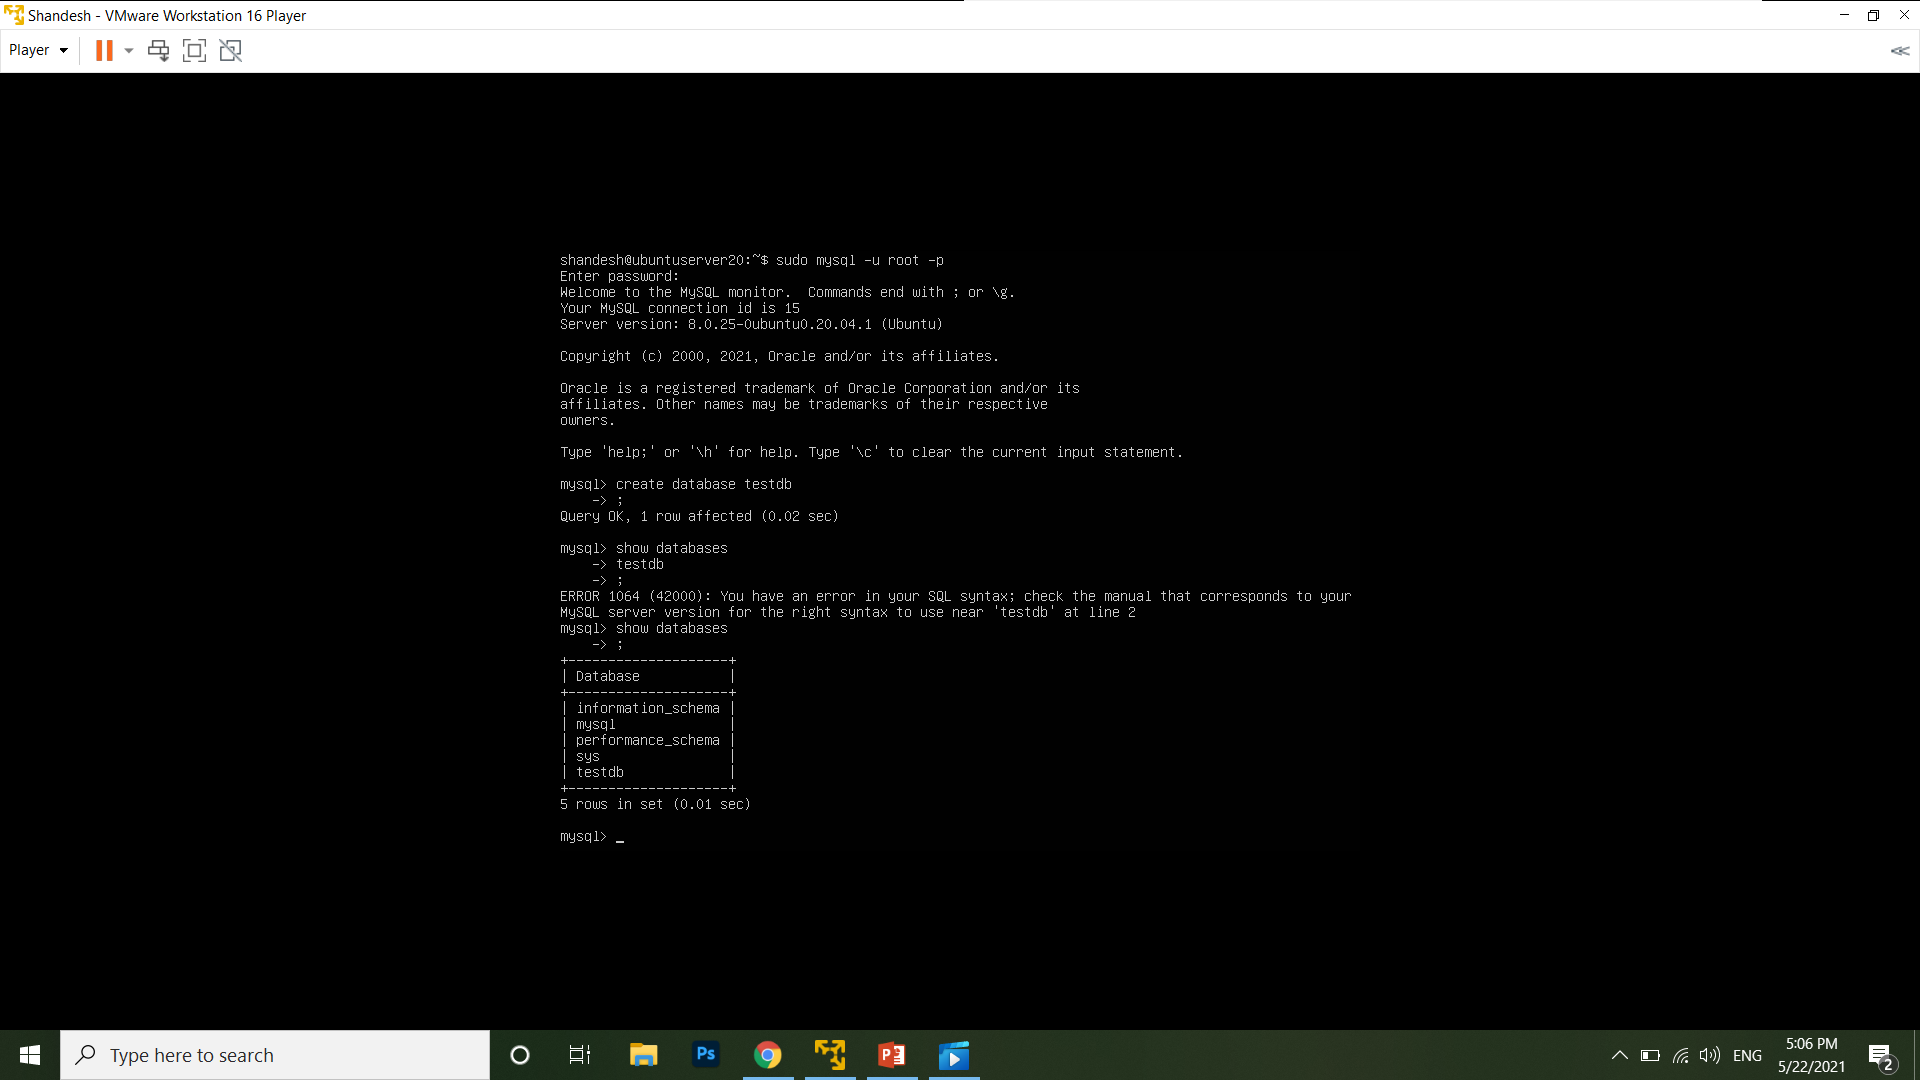 Shandesh - VMware Workstation 16 Player
Player
shandesh@ubuntuserver20:~$ sudo mysql -u root -p
Enter password:
Welcome to the MySQL monitor.  Commands end with ; or \g.
Your MySQL connection id is 15
Server version: 8.0.25-0ubuntu0.20.04.1 (Ubuntu)
Copyright (c) 2000, 2021, Oracle and/or its affiliates.
Oracle is a registered trademark of Oracle Corporation and/or its
affiliates. Other names may be trademarks of their respective
owners.
Type 'help;' or '\h' for help. Type '\c' to clear the current input statement.
mysql> create database testdb
    -> ;
Query OK, 1 row affected (0.02 sec)
mysql> show databases
    -> testdb
    -> ;
ERROR 1064 (42000): You have an error in your SQL syntax; check the manual that corresponds to your
MySQL server version for the right syntax to use near 'testdb' at line 2
mysql> show databases
    -> ;
+--------------------+
| Database           |
+--------------------+
| information_schema |
| mysql              |
| performance_schema |
| sys                |
| testdb             |
+--------------------+
5 rows in set (0.01 sec)
mysql> _
Type here to search
Ps
P
ENG
5:06 PM
5/22/2021
2